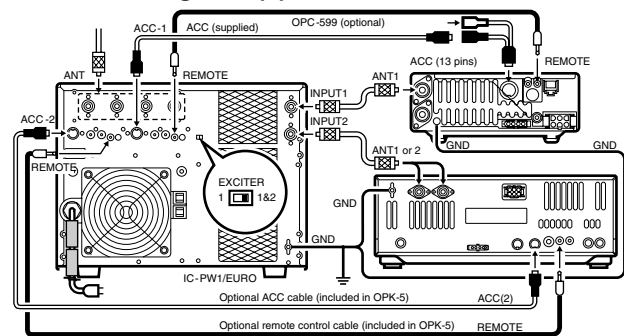 OPC-599 (optional)
ACC-1
ACC (supplied)
ACC (13 pins)
REMOTE
ANT
REMOTE
INPUT1
ANT1
ACC-2
INPUT2
GND
GND
REMOTE
ANT1 or 2
EXCITER
1
1&2
GND
GND
IC-PW1/EURO
Optional ACC cable (included in OPK-5)
ACC(2)
Optional remote control cable (included in OPK-5)
REMOTE